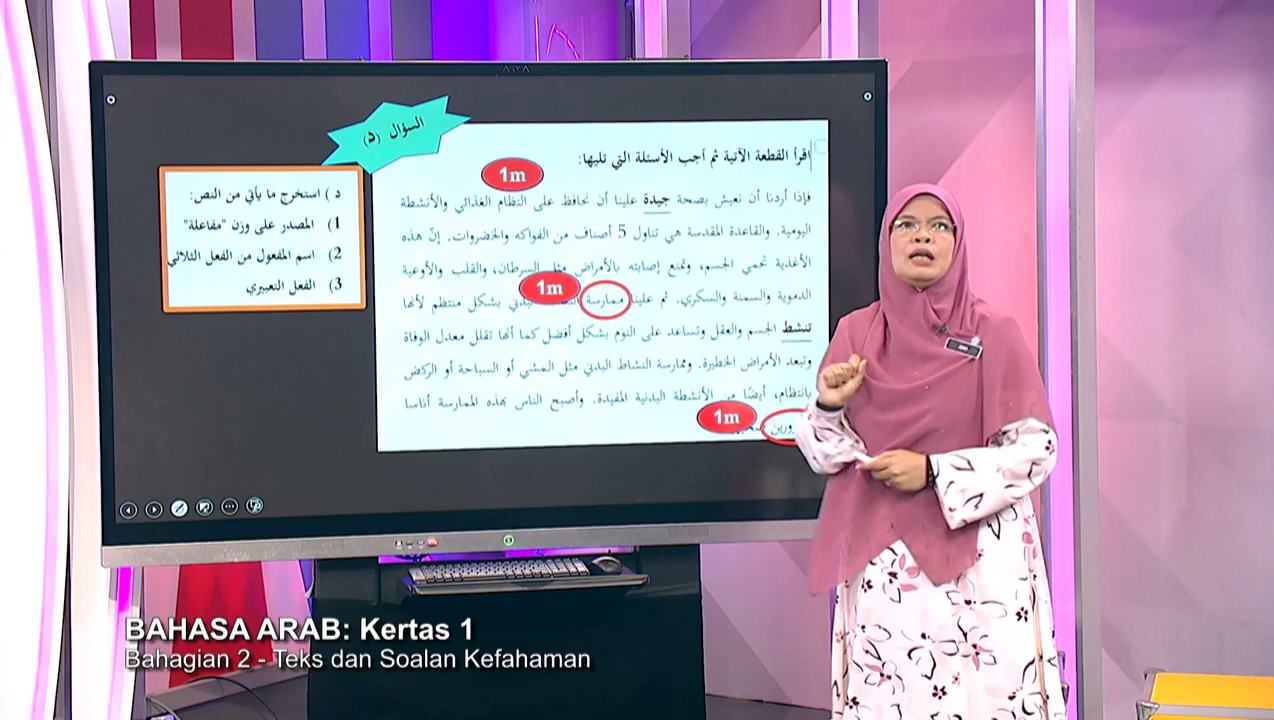 السؤال (د)
د ) استخرج ما يأتي من النص:
1) المصدر على وزن "مفاعلة"
2) اسم المفعول من الفعل الثلاثي
3) الفعل التعبيري
اقرأ القطعة الآتية ثم أجب الأسئلة التي تليها:
1m
فإذا أردنا أن نعيش بصحة جيدة علينا أن نحافظ على النظام الغذائي والأنشطة
اليومية. والقاعدة المقدسة هي تناول 5 أصناف من الفواكه والخضروات. إنّ هذه
الأغذية تحمي الجسم، وتمنع إصابته بالأمراض مثل السرطان، والقلب والأوعية
الدموية والسمنة والسكري. ثم علينا ممارسة البدني بشكل منتظم لأنها
1m
تنشط الجسم والعقل وتساعد على النوم بشكل أفضل كما أنها تقلل معدل الوفاة
وتبعد الأمراض الخطيرة. وممارسة النشاط البدني مثل المشي أو السباحة أو الركض
بانتظام، أيضًا من الأنشطة البدنية المفيدة. وأصبح الناس بهذه الممارسة أناسا
1m
BAHASA ARAB: Kertas 1
Bahagian 2 - Teks dan Soalan Kefahaman